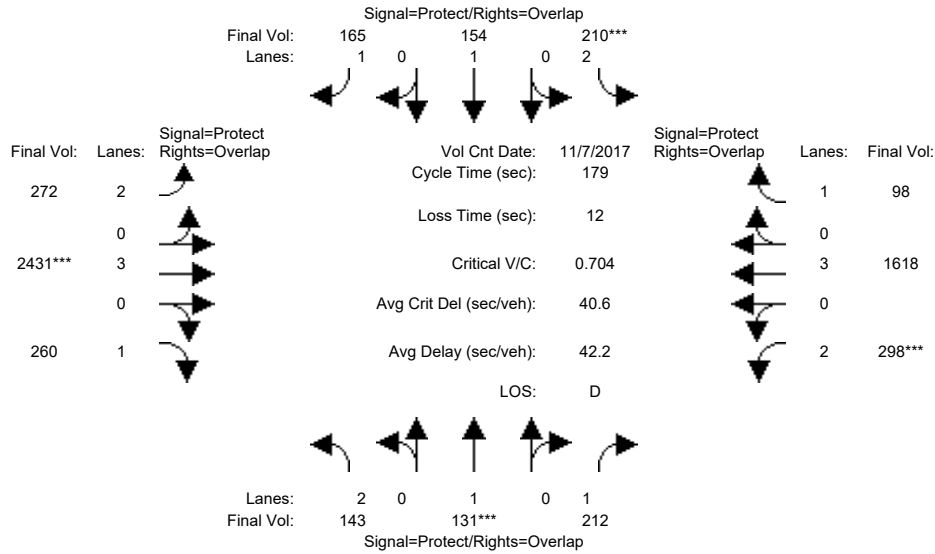 Signal=Protect/Rights=Overlap
Final Vol: 165 154 210***
Lanes: 1 0 1 0 2
Signal=Protect Signal=Protect
Final Vol: Lanes: Rights=Overlap Vol Cnt Date: 11/7/2017 Rights=Overlap Lanes: Final Vol:
Cycle Time (sec): 179
272 2 1 98
Loss Time (sec): 12
0 0
2431*** 3 Critical V/C: 0.704 3 1618
0 Avg Crit Del (sec/veh): 40.6 0
260 1 Avg Delay (sec/veh): 42.2 2 298***
LOS: D
Lanes: 2 0 1 0 1
Final Vol: 143 131*** 212
Signal=Protect/Rights=Overlap